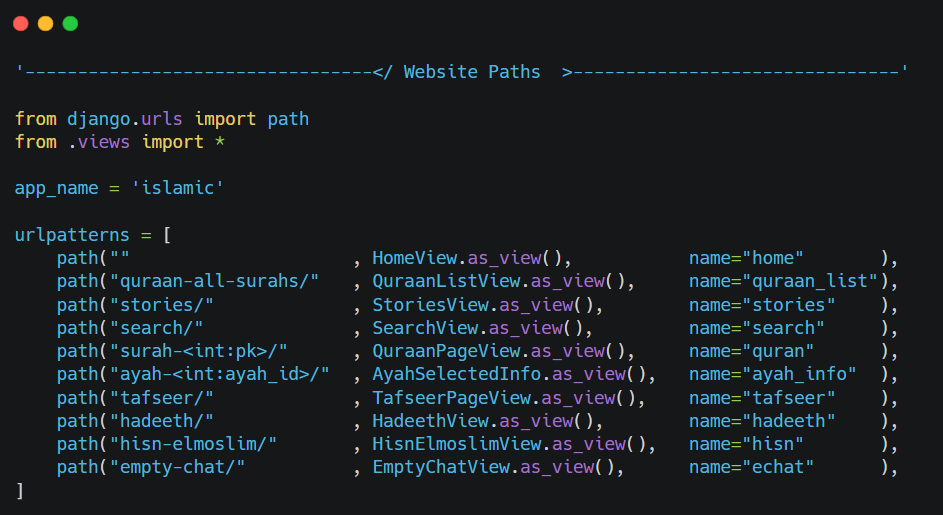 '---------------------------------</ Website Paths  >-------------------------------'
from django.urls import path
from .views import *
app_name = 'islamic'
urlpatterns = [
    path(""                     , HomeView.as_view(),           name="home"       ),
    path("quraan-all-surahs/"   , QuraanListView.as_view(),     name="quraan_list"),
    path("stories/"             , StoriesView.as_view(),        name="stories"    ),
    path("search/"              , SearchView.as_view(),         name="search"     ),
    path("surah-<int:pk>/"      , QuraanPageView.as_view(),     name="quran"      ),
    path("ayah-<int:ayah_id>/"  , AyahSelectedInfo.as_view(),   name="ayah_info"  ),
    path("tafseer/"             , TafseerPageView.as_view(),    name="tafseer"    ),
    path("hadeeth/"             , HadeethView.as_view(),        name="hadeeth"    ),
    path("hisn-elmoslim/"       , HisnElmoslimView.as_view(),   name="hisn"       ),
    path("empty-chat/"          , EmptyChatView.as_view(),      name="echat"      ),
]